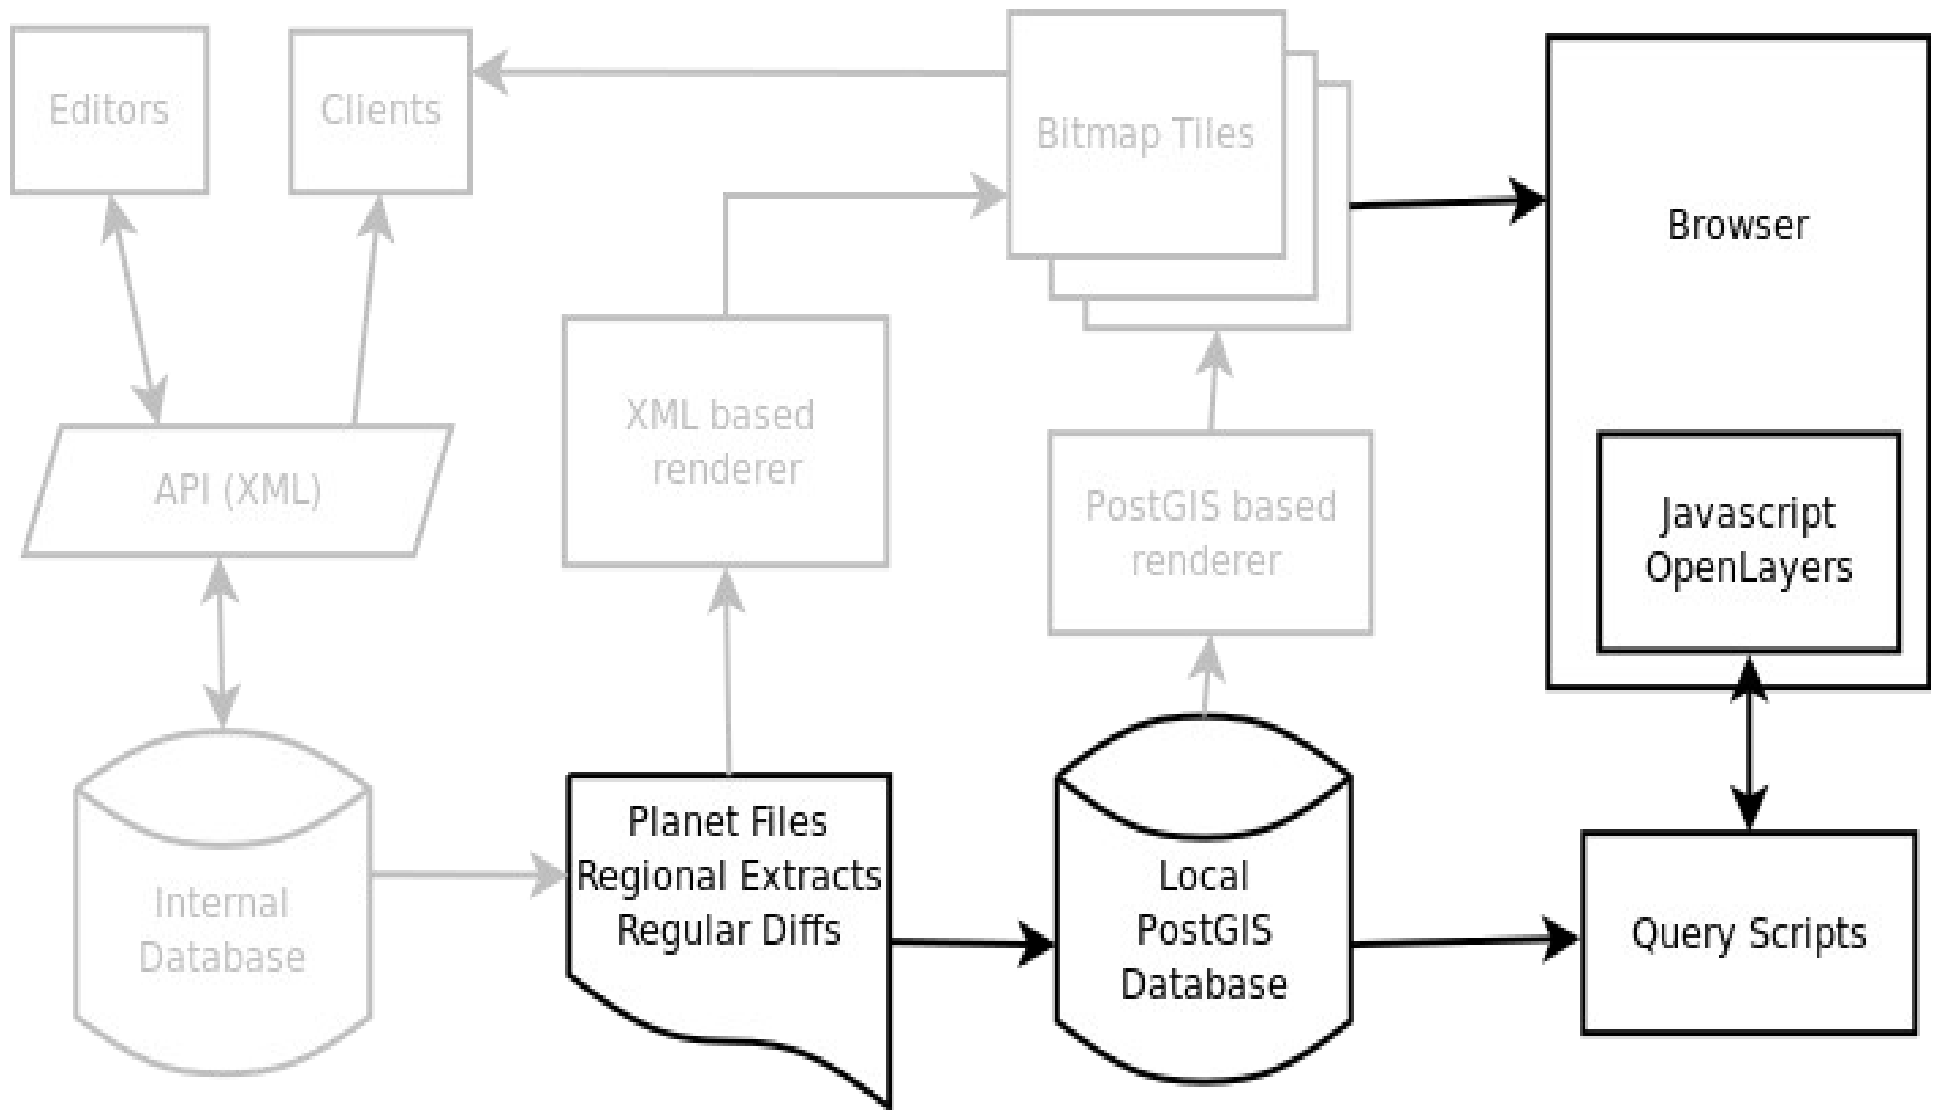 Editors
Clients
Bitmap Tiles
Browser
XML based
renderer
API (XML)
PostGIS based
renderer
Javascript
OpenLayers
Internal
Database
Planet Files
Regional Extracts
Regular Diffs
Local
PostGIS
Database
Query Scripts